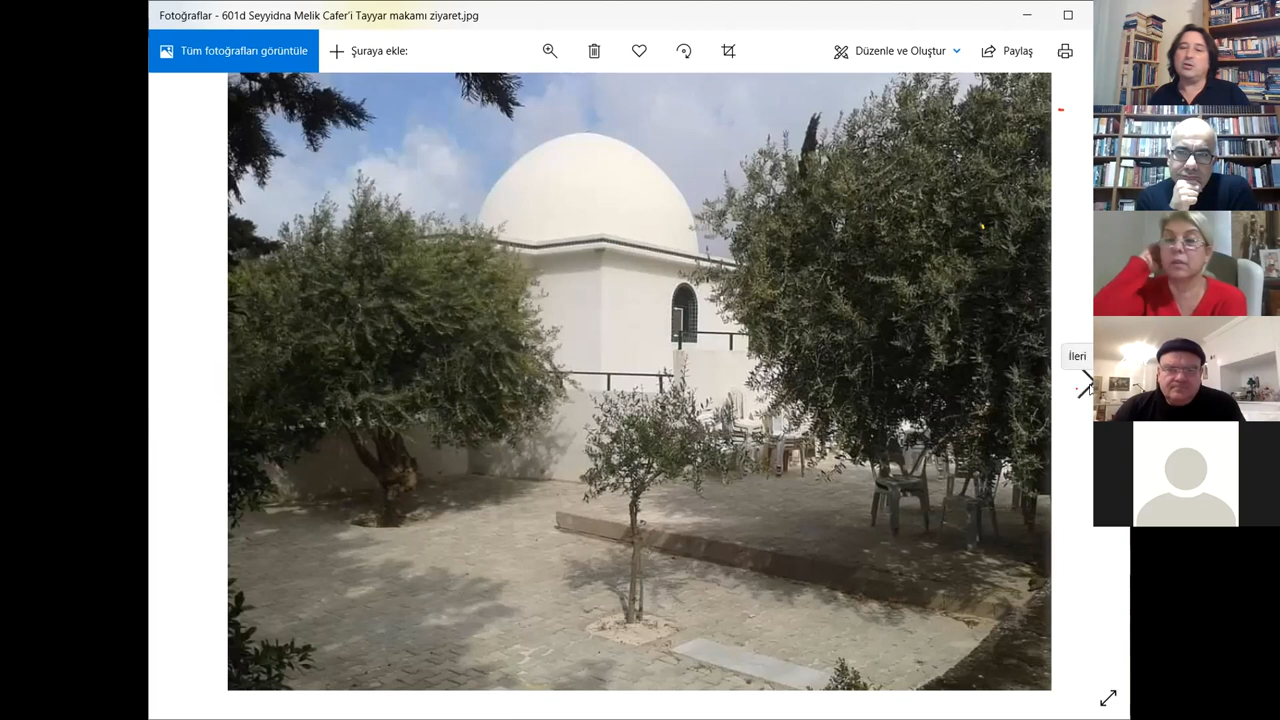 Fotoğraflar - 601d Seyyidna Melik Cafer'i Tayyar makamı ziyaret.jpg
Tüm fotoğrafları görüntüle
Şuraya ekle:
Düzenle ve Oluştur
Paylaş
İleri